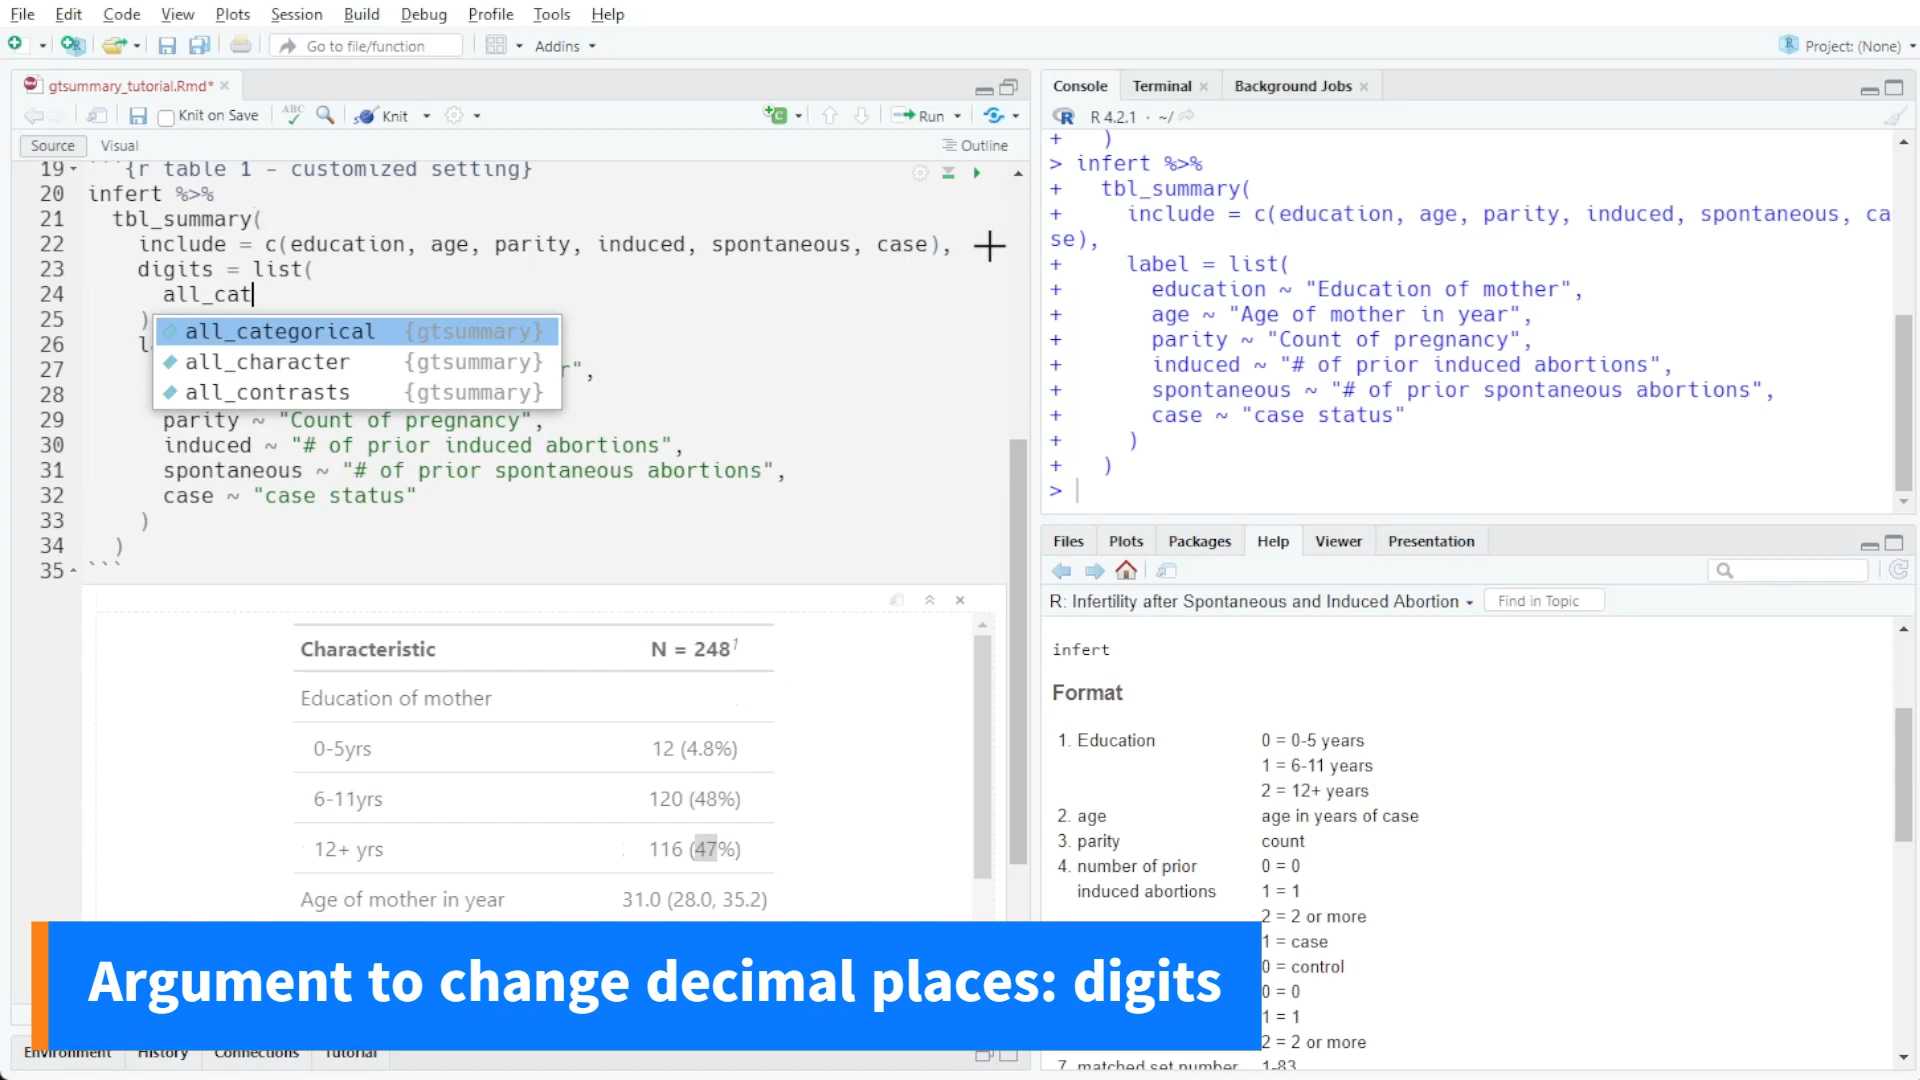 File Edit Code View Plots Session Build Debug Profile Tools Help
Go to file/function Addins Project: (None)
gtsummary_tutorial.Rmd*
Knit on Save ABC Knit Run
Source Visual Outline
19 ```{r table 1 - customized setting}
20 infert %>%
21 tbl_summary(
22 include = c(education, age, parity, induced, spontaneous, case),
23 digits = list(
24 all_cat
25 )
26 l
27 r",
28
29 parity ~ "Count of pregnancy",
30 induced ~ "# of prior induced abortions",
31 spontaneous ~ "# of prior spontaneous abortions",
32 case ~ "case status"
33 )
34 )
35 ```
all_categorical {gtsummary}
all_character {gtsummary}
all_contrasts {gtsummary}
Characteristic N = 248¹
Education of mother
0-5yrs 12 (4.8%)
6-11yrs 120 (48%)
12+ yrs 116 (47%)
Age of mother in year 31.0 (28.0, 35.2)
Argument to change decimal places: digits
Environment History Connections Tutorial
Console Terminal Background Jobs
R 4.2.1 · ~/
+ )
> infert %>%
+ tbl_summary(
+ include = c(education, age, parity, induced, spontaneous, ca
se),
+ label = list(
+ education ~ "Education of mother",
+ age ~ "Age of mother in year",
+ parity ~ "Count of pregnancy",
+ induced ~ "# of prior induced abortions",
+ spontaneous ~ "# of prior spontaneous abortions",
+ case ~ "case status"
+ )
+ )
>
Files Plots Packages Help Viewer Presentation
R: Infertility after Spontaneous and Induced Abortion Find in Topic
infert
Format
1. Education 0 = 0-5 years
1 = 6-11 years
2 = 12+ years
2. age age in years of case
3. parity count
4. number of prior 0 = 0
induced abortions 1 = 1
2 = 2 or more
1 = case
0 = control
0 = 0
1 = 1
2 = 2 or more
7. matched set number 1-83